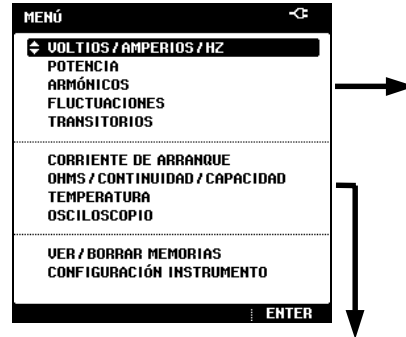 MENÚ
VOLTIOS / AMPERIOS / HZ
POTENCIA
ARMÓNICOS
FLUCTUACIONES
TRANSITORIOS
CORRIENTE DE ARRANQUE
OHMS / CONTINUIDAD / CAPACIDAD
TEMPERATURA
OSCILOSCOPIO
VER / BORRAR MEMORIAS
CONFIGURACIÓN INSTRUMENTO
ENTER